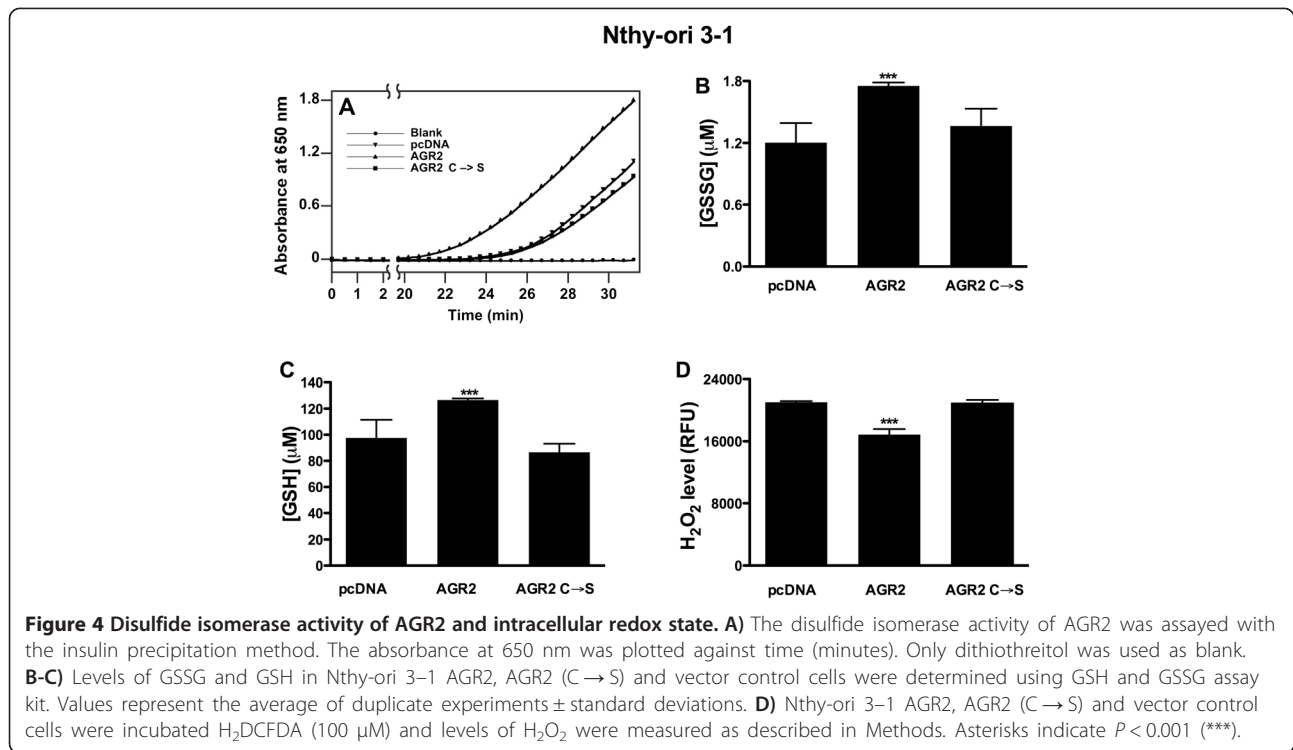 Nthy-ori 3-1
A
Absorbance at 650 nm
1.8
1.2
0.6
0
Blank
pcDNA
AGR2
AGR2 C -> S
0 1 2 20 22 24 26 28 30
Time (min)
B
[GSSG] (µM)
1.8
1.2
0.6
0.0
***
pcDNA AGR2 AGR2 C→S
C
[GSH] (µM)
140
120
100
80
60
40
20
0
***
pcDNA AGR2 AGR2 C→S
D
H₂O₂ level (RFU)
24000
16000
8000
0
***
pcDNA AGR2 AGR2 C→S
Figure 4 Disulfide isomerase activity of AGR2 and intracellular redox state. A) The disulfide isomerase activity of AGR2 was assayed with
the insulin precipitation method. The absorbance at 650 nm was plotted against time (minutes). Only dithiothreitol was used as blank.
B-C) Levels of GSSG and GSH in Nthy-ori 3–1 AGR2, AGR2 (C → S) and vector control cells were determined using GSH and GSSG assay
kit. Values represent the average of duplicate experiments ± standard deviations. D) Nthy-ori 3–1 AGR2, AGR2 (C → S) and vector control
cells were incubated H₂DCFDA (100 µM) and levels of H₂O₂ were measured as described in Methods. Asterisks indicate P < 0.001 (***).